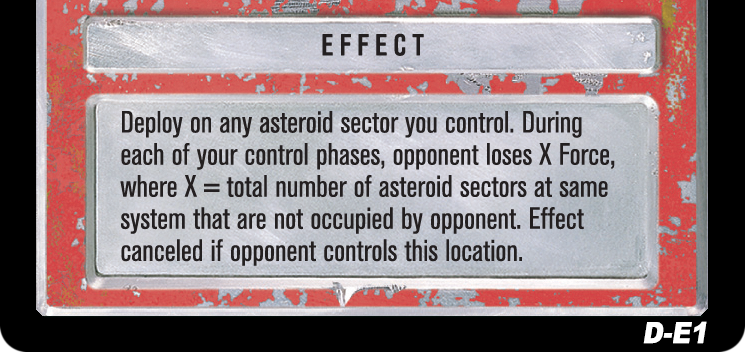 EFFECT
Deploy on any asteroid sector you control. During
each of your control phases, opponent loses X Force,
where X = total number of asteroid sectors at same
system that are not occupied by opponent. Effect
canceled if opponent controls this location.
D-E1